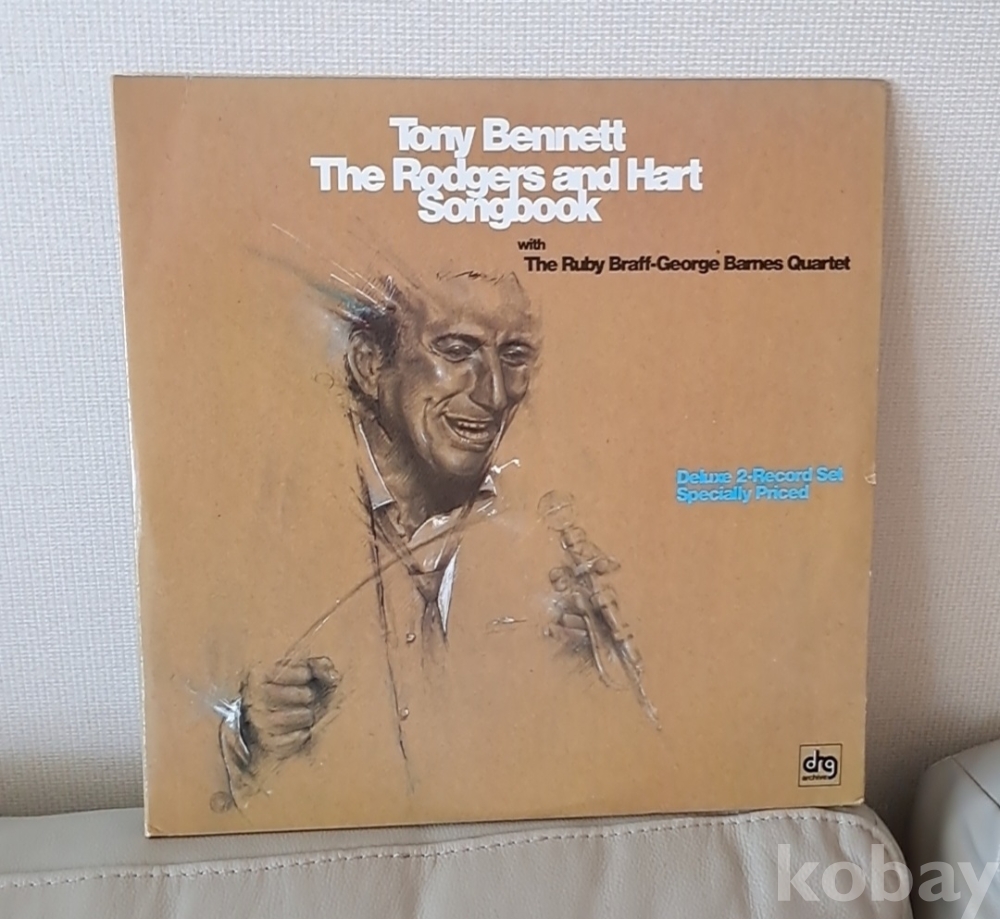 Tony Bennett
The Rodgers and Hart
Songbook
with
The Ruby Braff-George Barnes Quartet
Deluxe 2-Record Set
Specially Priced
drg
archive
kobay